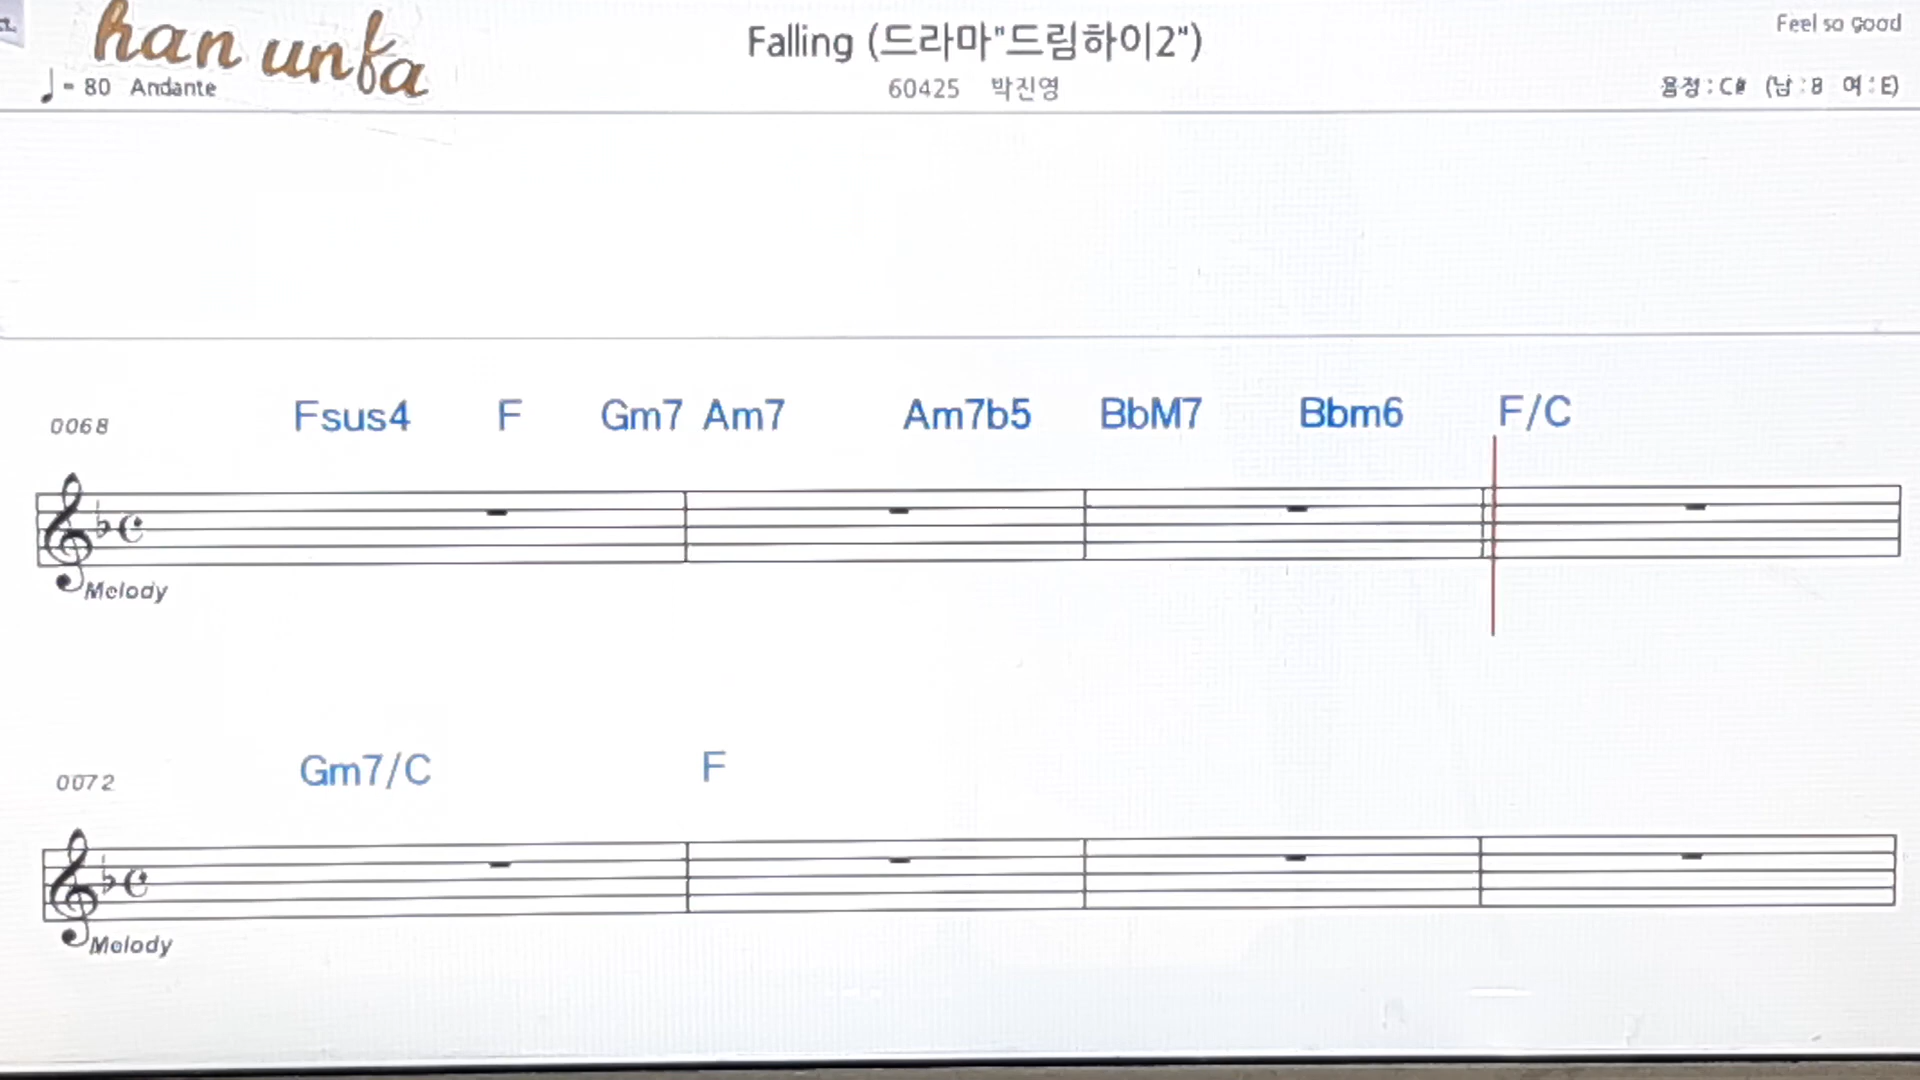 han unfa
Falling (드라마"드림하이2")
Feel so good
♩ = 80 Andante
60425 박진영
음정 : C# (남 : B 여 : E)
0068 Fsus4 F Gm7 Am7 Am7b5 BbM7 Bbm6 F/C
Melody
0072 Gm7/C F
Melody